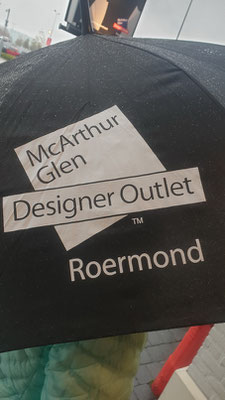 McArthur
Glen
Designer Outlet
TM
Roermond